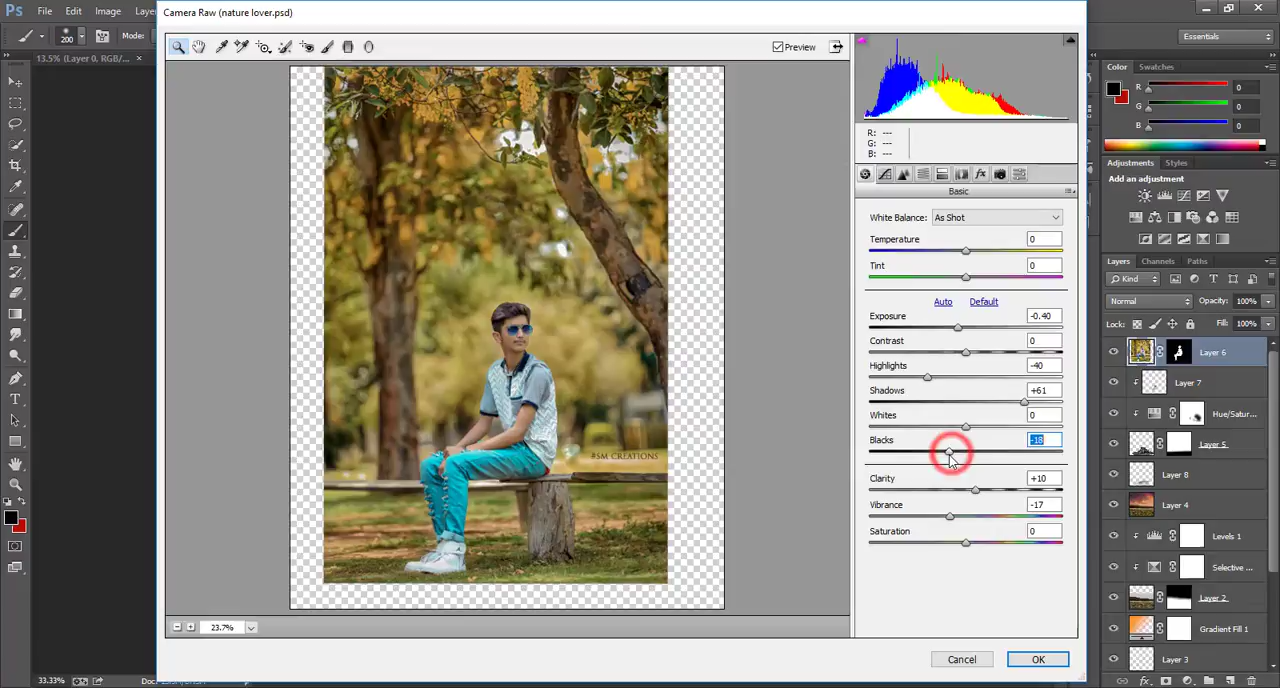 Ps File Edit Image Laye
Camera Raw (nature lover.psd)
200 Mode:
Essentials
13.5% (Layer 0, RGB/...
Preview
Color Swatches
R 0
G 0
B 0
R: ---
G: ---
B: ---
Basic
White Balance: As Shot
Temperature 0
Tint 0
Auto Default
Exposure -0.40
Contrast 0
Highlights -40
Shadows +61
Whites 0
Blacks -18
Clarity +10
Vibrance -17
Saturation 0
#SM CREATIONS
Adjustments Styles
Add an adjustment
Layers Channels Paths
Kind
Normal Opacity: 100%
Lock: Fill: 100%
Layer 6
Layer 7
Hue/Satur...
Layer 5
Layer 8
Layer 4
Levels 1
Selective ...
Layer 2
Gradient Fill 1
Layer 3
23.7%
Cancel OK
33.33%